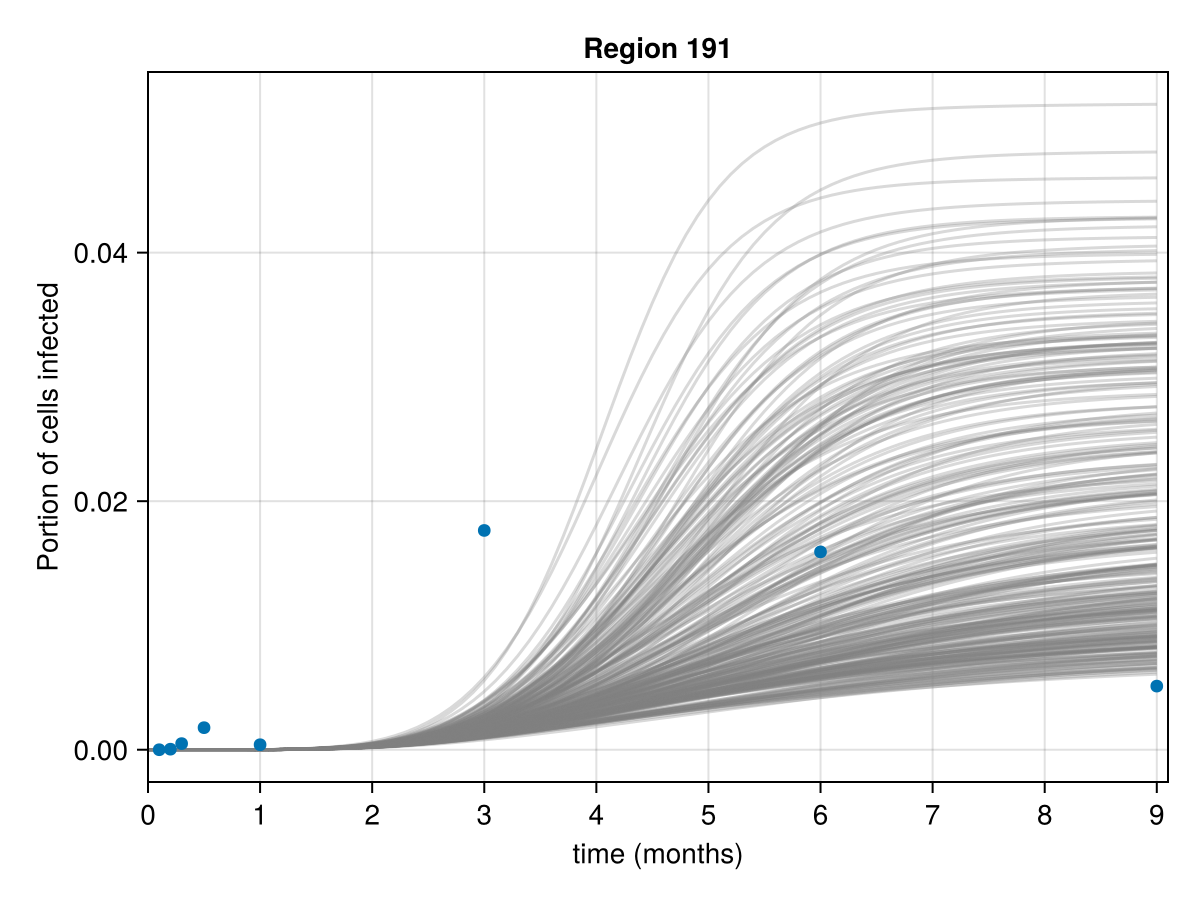 Region 191
Portion of cells infected
0.04
0.02
0.00
0 1 2 3 4 5 6 7 8 9
time (months)